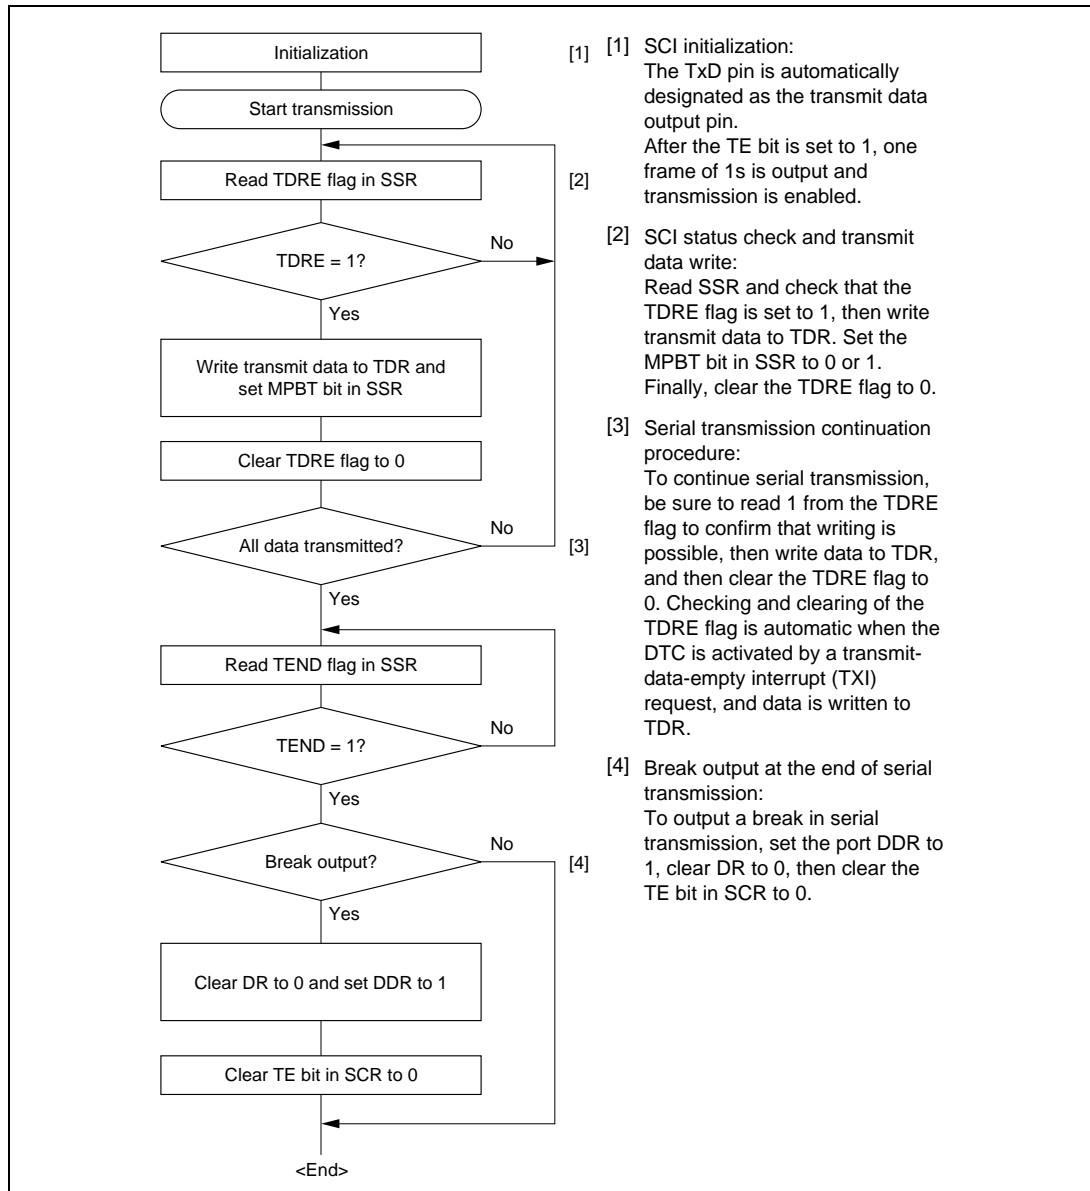 Initialization
[1]
Start transmission
Read TDRE flag in SSR
[2]
TDRE = 1?
No
Yes
Write transmit data to TDR and
set MPBT bit in SSR
Clear TDRE flag to 0
All data transmitted?
No
[3]
Yes
Read TEND flag in SSR
TEND = 1?
No
Yes
Break output?
No
[4]
Yes
Clear DR to 0 and set DDR to 1
Clear TE bit in SCR to 0
<End>
[1] SCI initialization:
The TxD pin is automatically
designated as the transmit data
output pin.
After the TE bit is set to 1, one
frame of 1s is output and
transmission is enabled.
[2] SCI status check and transmit
data write:
Read SSR and check that the
TDRE flag is set to 1, then write
transmit data to TDR. Set the
MPBT bit in SSR to 0 or 1.
Finally, clear the TDRE flag to 0.
[3] Serial transmission continuation
procedure:
To continue serial transmission,
be sure to read 1 from the TDRE
flag to confirm that writing is
possible, then write data to TDR,
and then clear the TDRE flag to
0. Checking and clearing of the
TDRE flag is automatic when the
DTC is activated by a transmit-
data-empty interrupt (TXI)
request, and data is written to
TDR.
[4] Break output at the end of serial
transmission:
To output a break in serial
transmission, set the port DDR to
1, clear DR to 0, then clear the
TE bit in SCR to 0.